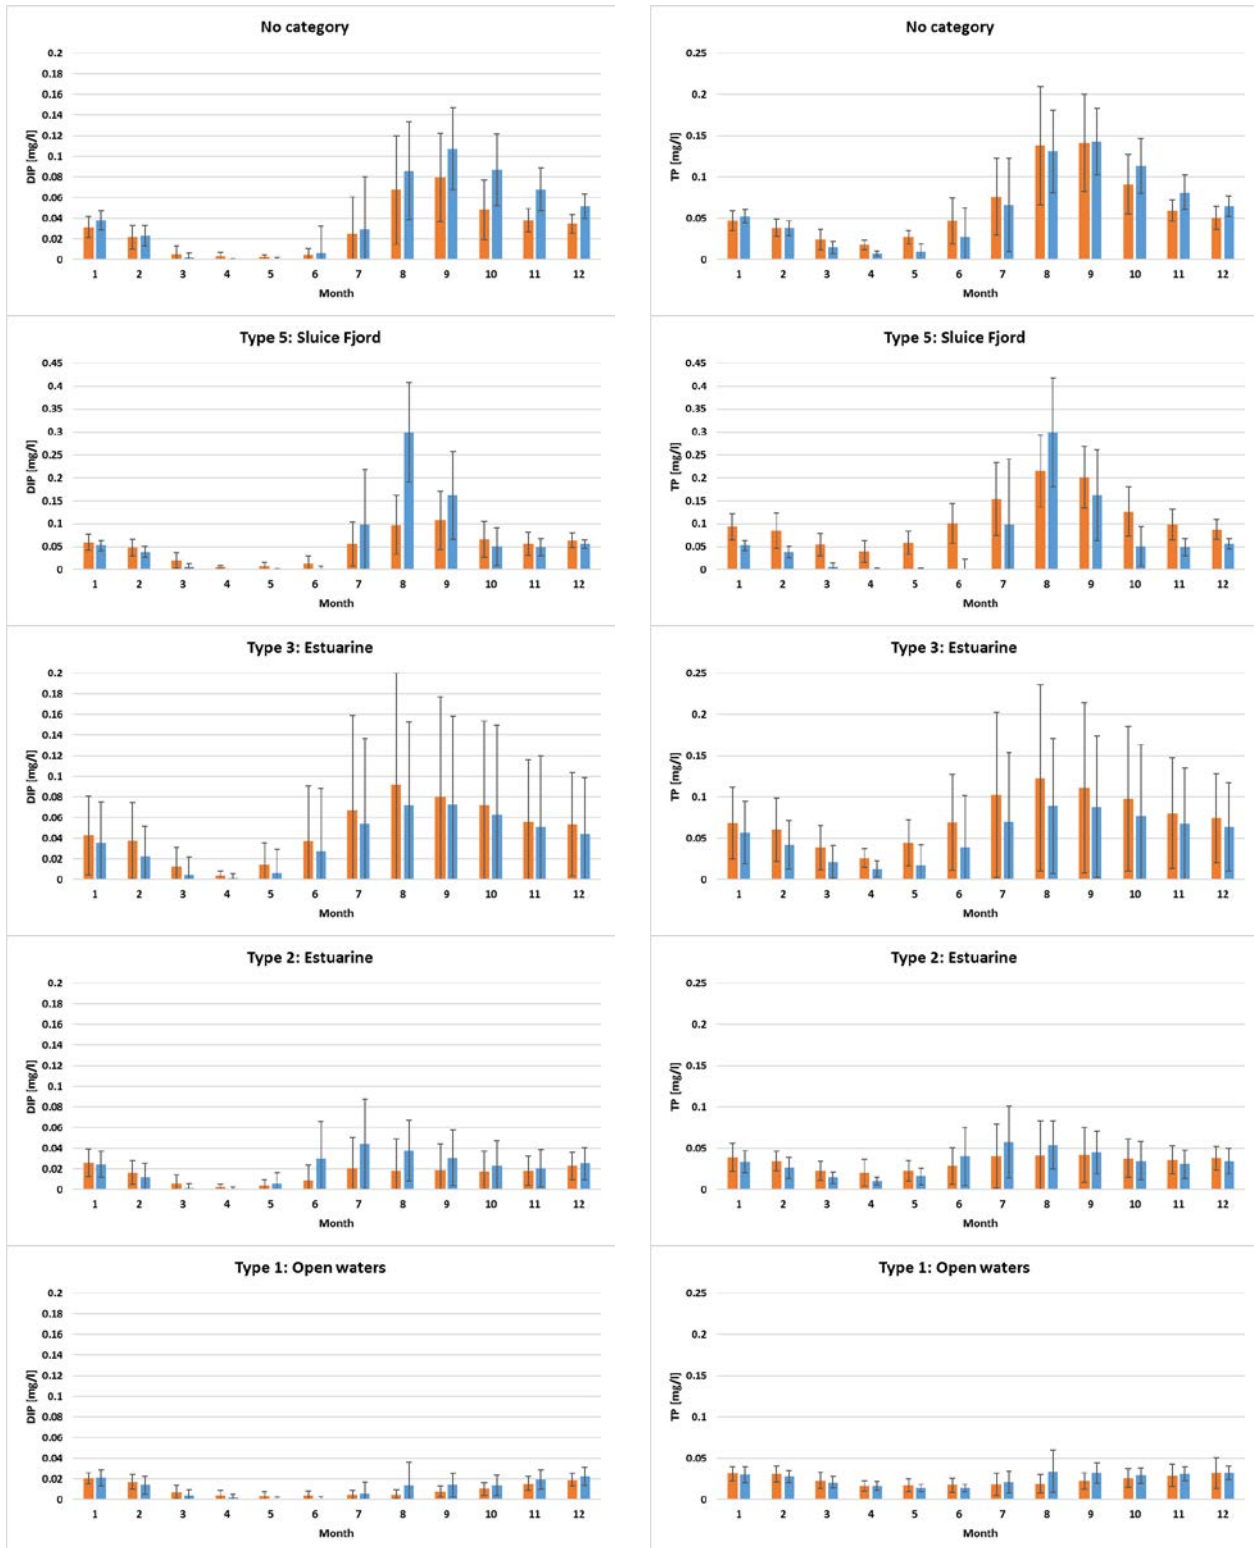 No category
0.2
0.18
0.16
0.14
0.12
0.1
0.08
0.06
0.04
0.02
0
DIP [mg/l]
1 2 3 4 5 6 7 8 9 10 11 12
Month
No category
0.25
0.2
0.15
0.1
0.05
0
TP [mg/l]
1 2 3 4 5 6 7 8 9 10 11 12
Month
Type 5: Sluice Fjord
0.45
0.4
0.35
0.3
0.25
0.2
0.15
0.1
0.05
0
DIP [mg/l]
1 2 3 4 5 6 7 8 9 10 11 12
Month
Type 5: Sluice Fjord
0.45
0.4
0.35
0.3
0.25
0.2
0.15
0.1
0.05
0
TP [mg/l]
1 2 3 4 5 6 7 8 9 10 11 12
Month
Type 3: Estuarine
0.2
0.18
0.16
0.14
0.12
0.1
0.08
0.06
0.04
0.02
0
DIP [mg/l]
1 2 3 4 5 6 7 8 9 10 11 12
Month
Type 3: Estuarine
0.25
0.2
0.15
0.1
0.05
0
TP [mg/l]
1 2 3 4 5 6 7 8 9 10 11 12
Month
Type 2: Estuarine
0.2
0.18
0.16
0.14
0.12
0.1
0.08
0.06
0.04
0.02
0
DIP [mg/l]
1 2 3 4 5 6 7 8 9 10 11 12
Month
Type 2: Estuarine
0.25
0.2
0.15
0.1
0.05
0
TP [mg/l]
1 2 3 4 5 6 7 8 9 10 11 12
Month
Type 1: Open waters
0.2
0.18
0.16
0.14
0.12
0.1
0.08
0.06
0.04
0.02
0
DIP [mg/l]
1 2 3 4 5 6 7 8 9 10 11 12
Month
Type 1: Open waters
0.25
0.2
0.15
0.1
0.05
0
TP [mg/l]
1 2 3 4 5 6 7 8 9 10 11 12
Month